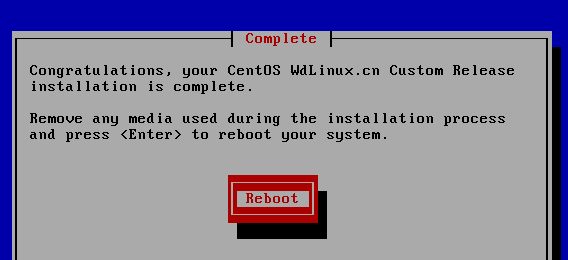 Complete
Congratulations, your CentOS WdLinux.cn Custom Release
installation is complete.
Remove any media used during the installation process
and press <Enter> to reboot your system.
Reboot